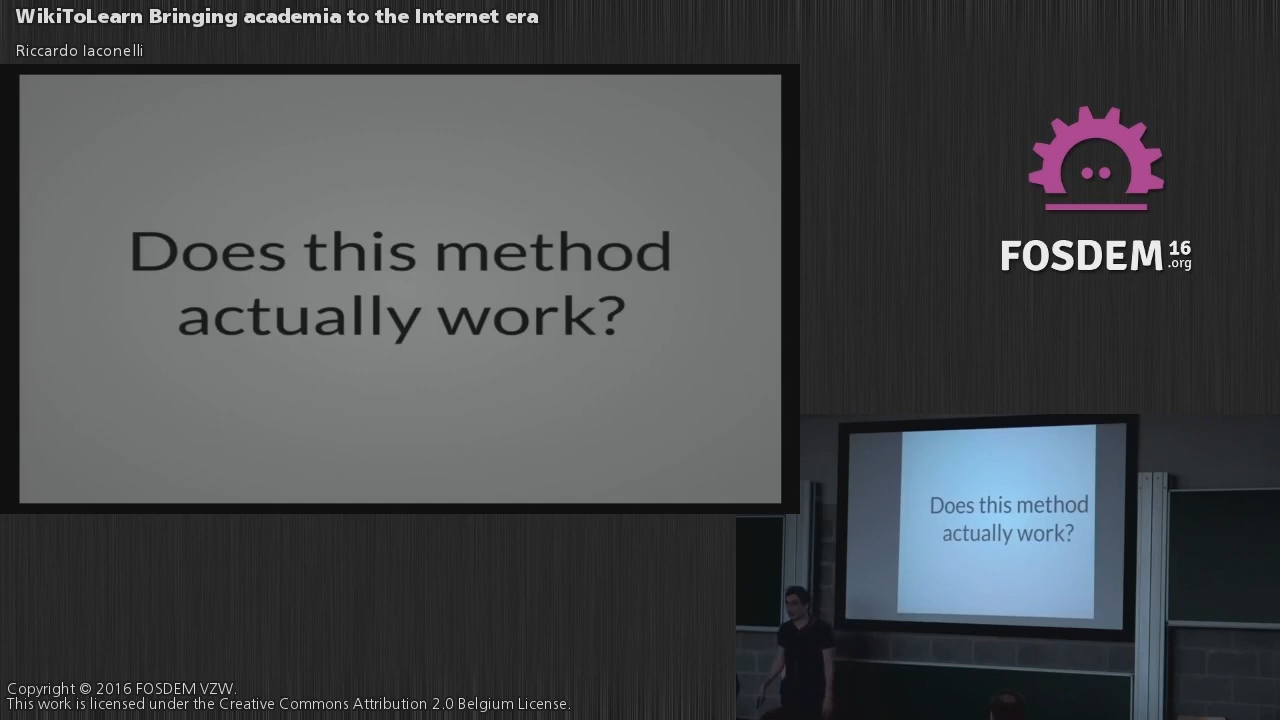 WikiToLearn Bringing academia to the Internet era
Riccardo Iaconelli
Does this method
actually work?
FOSDEM 16
.org
Does this method
actually work?
Copyright © 2016 FOSDEM VZW.
This work is licensed under the Creative Commons Attribution 2.0 Belgium License.